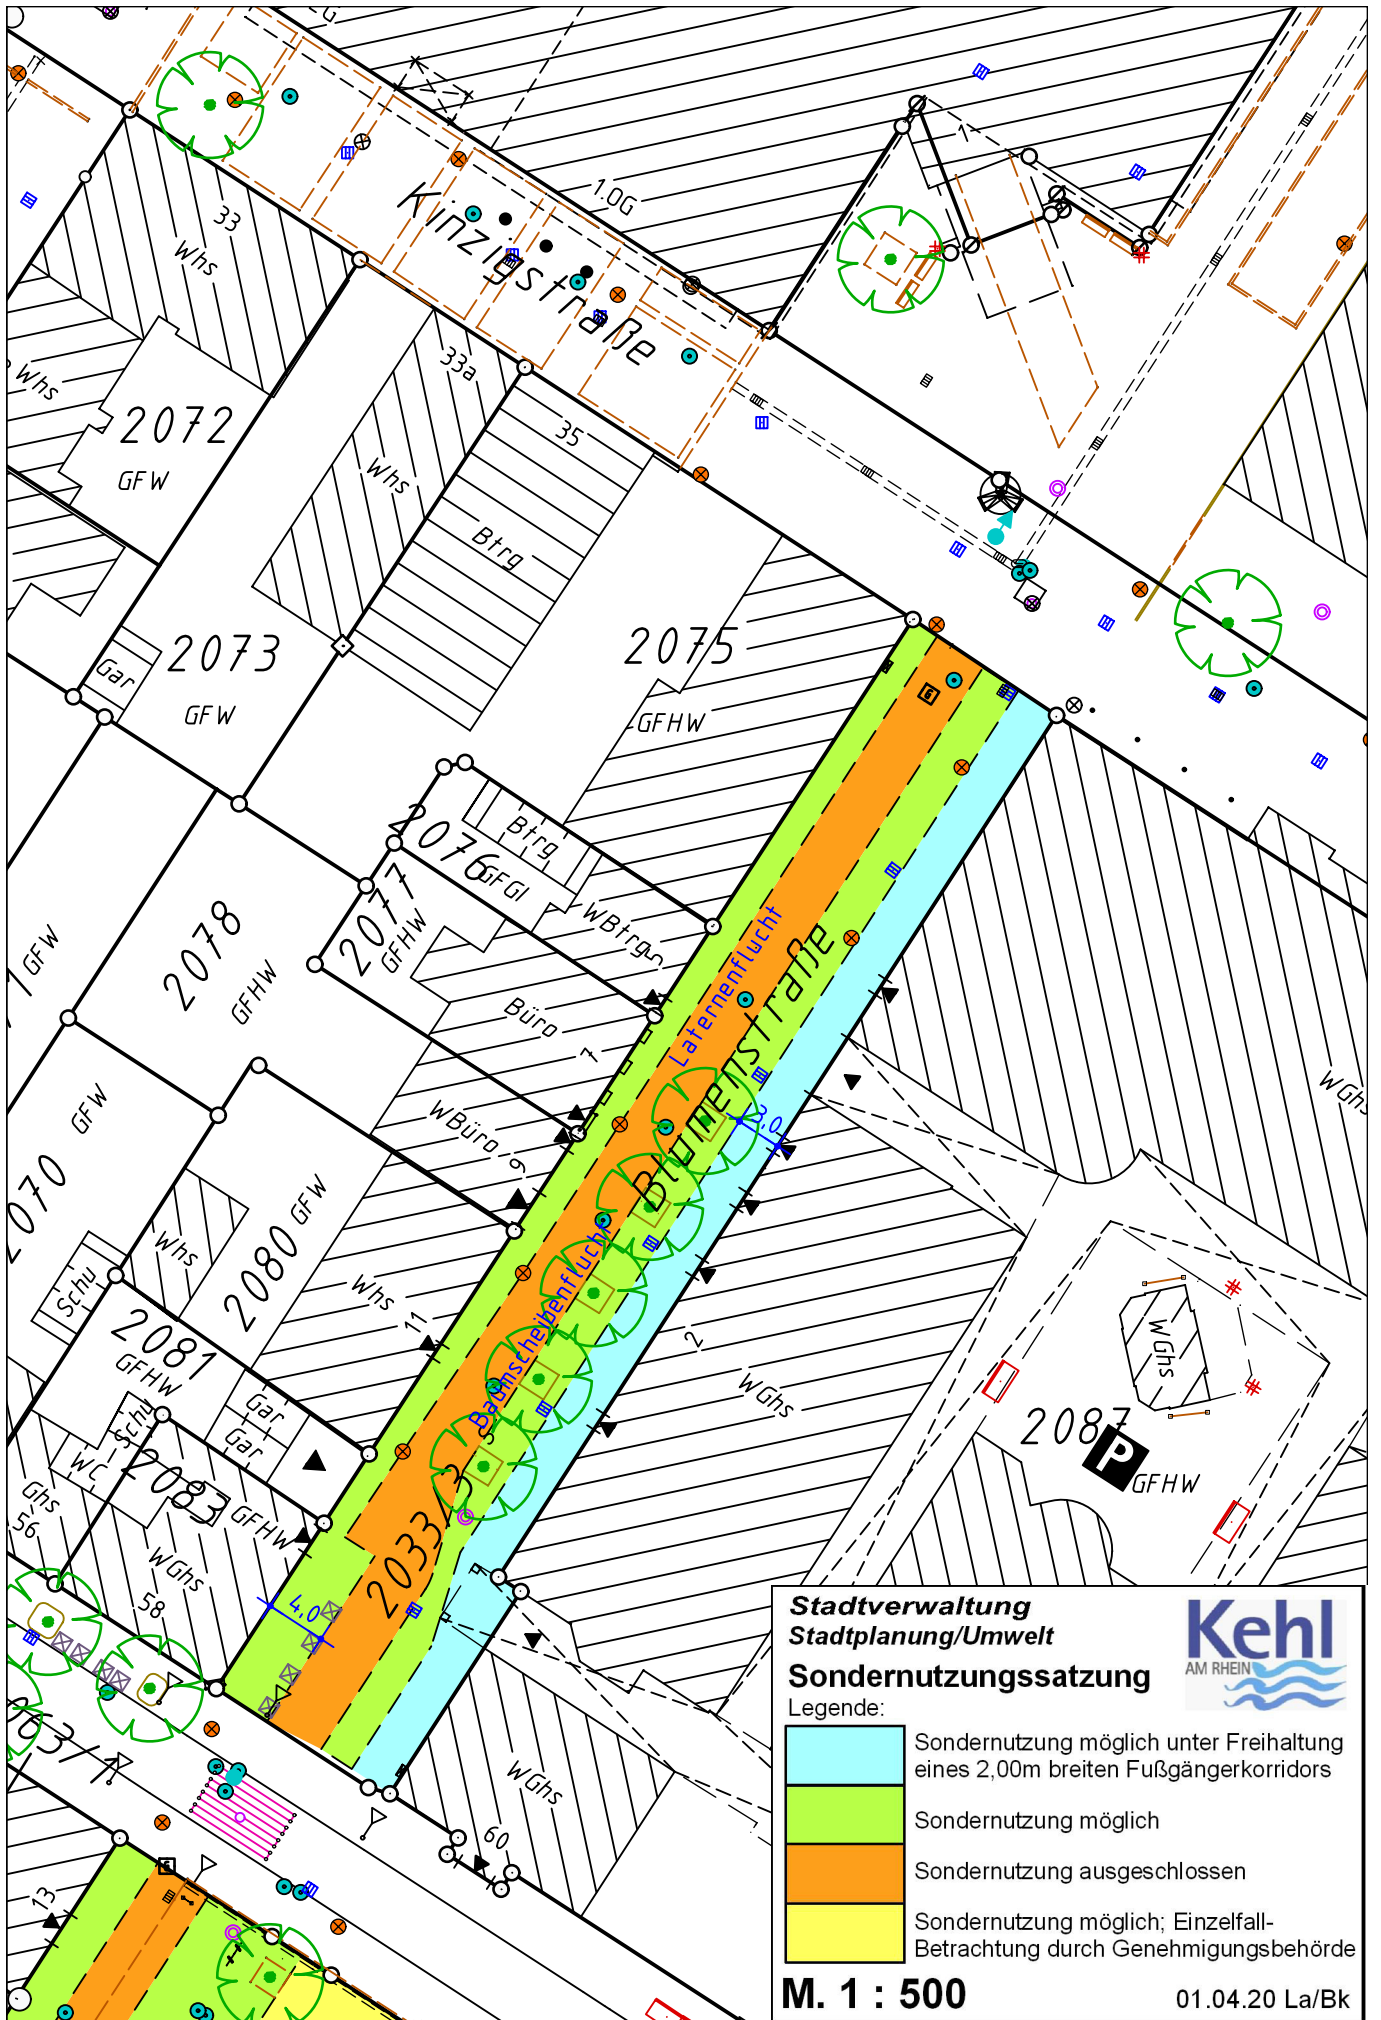 G
1.0G
Kinzigstraße
33
Whs
33a
Whs
Whs
2072
GFW
35
Btrg
2073
GFW
Gar
2075
GFHW
2076
GFGl
Btrg
WBtrg
5
2077
GFHW
2078
GFHW
GFW
Büro
7
Laternenflucht
Blumenstraße
3.0
WBüro
9
GFW
2070
2080
GFW
Whs
Schu
Whs
11
Baumscheibenflucht
2
WGhs
WGhs
WGhs
2081
GFHW
Gar
Gar
Schu
WC
2083
GFHW
Ghs
56
WGhs
58
2033/3
4.0
2087
P
GFHW
63/1
WGhs
60
13
Stadtverwaltung
Stadtplanung/Umwelt
Sondernutzungssatzung
Kehl
AM RHEIN
Legende:
Sondernutzung möglich unter Freihaltung
eines 2,00m breiten Fußgängerkorridors
Sondernutzung möglich
Sondernutzung ausgeschlossen
Sondernutzung möglich; Einzelfall-
Betrachtung durch Genehmigungsbehörde
M. 1 : 500
01.04.20 La/Bk